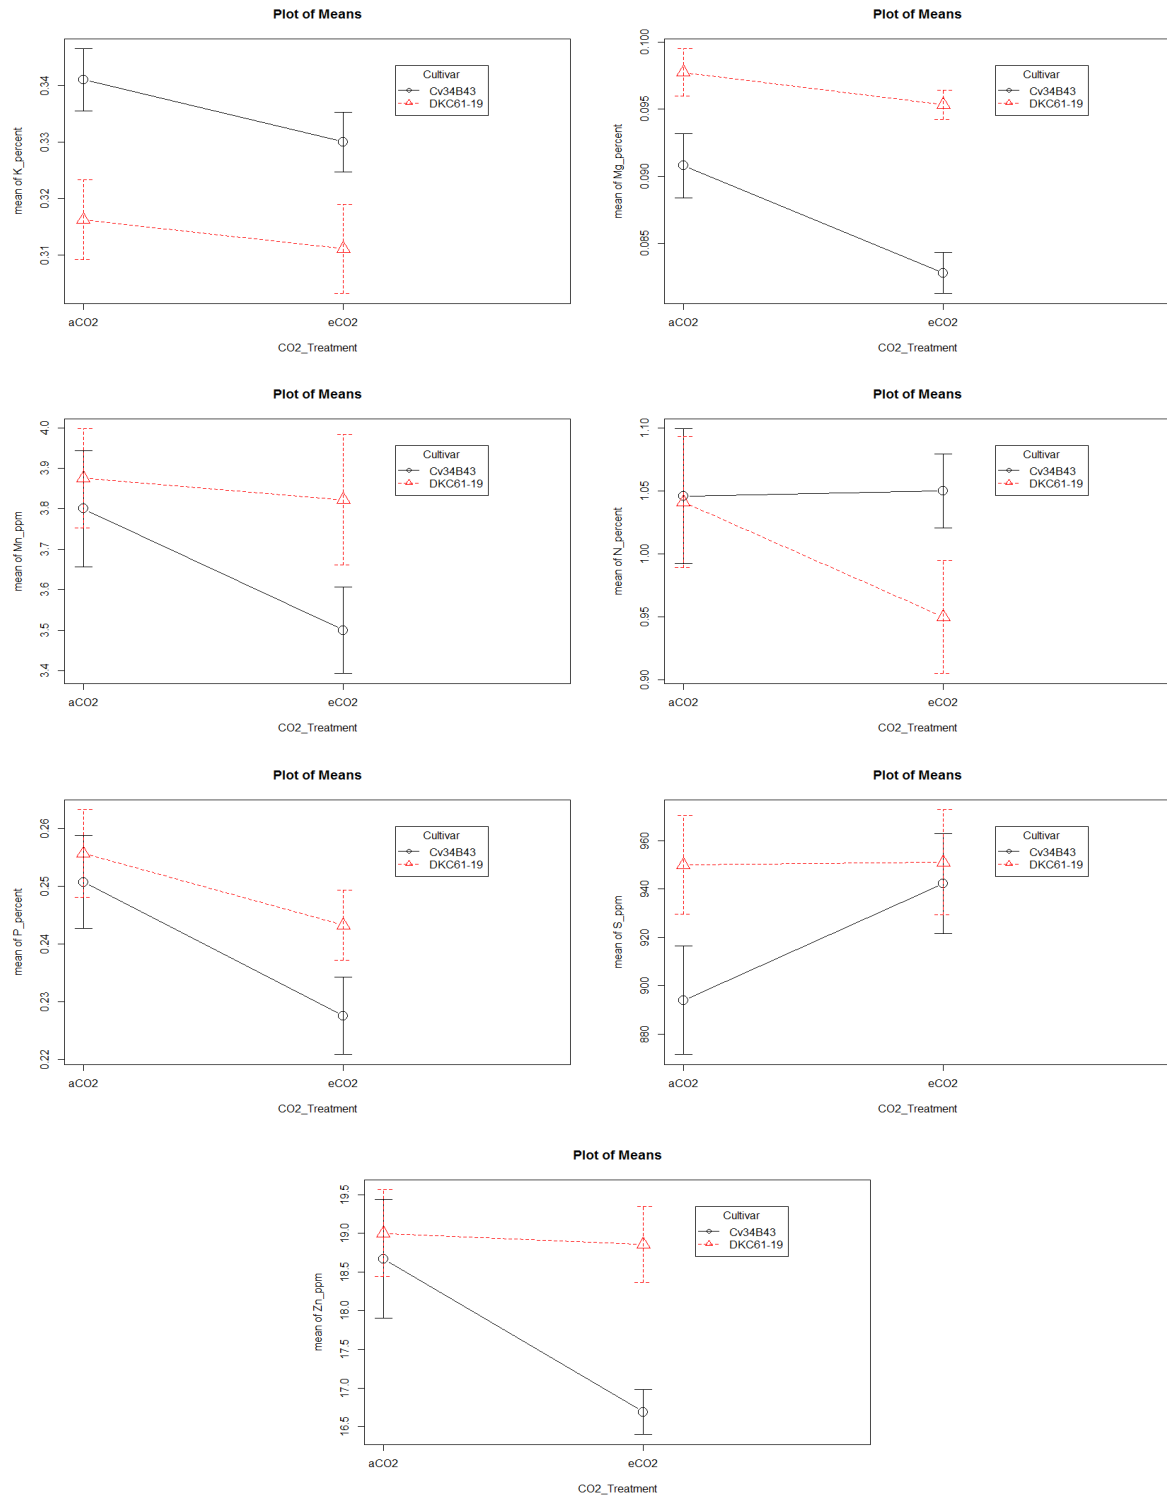 Plot of Means
mean of K_percent
0.34
0.33
0.32
0.31
Cultivar
Cv34B43
DKC61-19
aCO2
eCO2
CO2_Treatment
Plot of Means
mean of Mg_percent
0.100
0.095
0.090
0.085
Cultivar
Cv34B43
DKC61-19
aCO2
eCO2
CO2_Treatment
Plot of Means
mean of Mn_ppm
4.0
3.9
3.8
3.7
3.6
3.5
3.4
Cultivar
Cv34B43
DKC61-19
aCO2
eCO2
CO2_Treatment
Plot of Means
mean of N_percent
1.10
1.05
1.00
0.95
0.90
Cultivar
Cv34B43
DKC61-19
aCO2
eCO2
CO2_Treatment
Plot of Means
mean of P_percent
0.26
0.25
0.24
0.23
0.22
Cultivar
Cv34B43
DKC61-19
aCO2
eCO2
CO2_Treatment
Plot of Means
mean of S_ppm
960
940
920
900
880
Cultivar
Cv34B43
DKC61-19
aCO2
eCO2
CO2_Treatment
Plot of Means
mean of Zn_ppm
19.5
19.0
18.5
18.0
17.5
17.0
16.5
Cultivar
Cv34B43
DKC61-19
aCO2
eCO2
CO2_Treatment